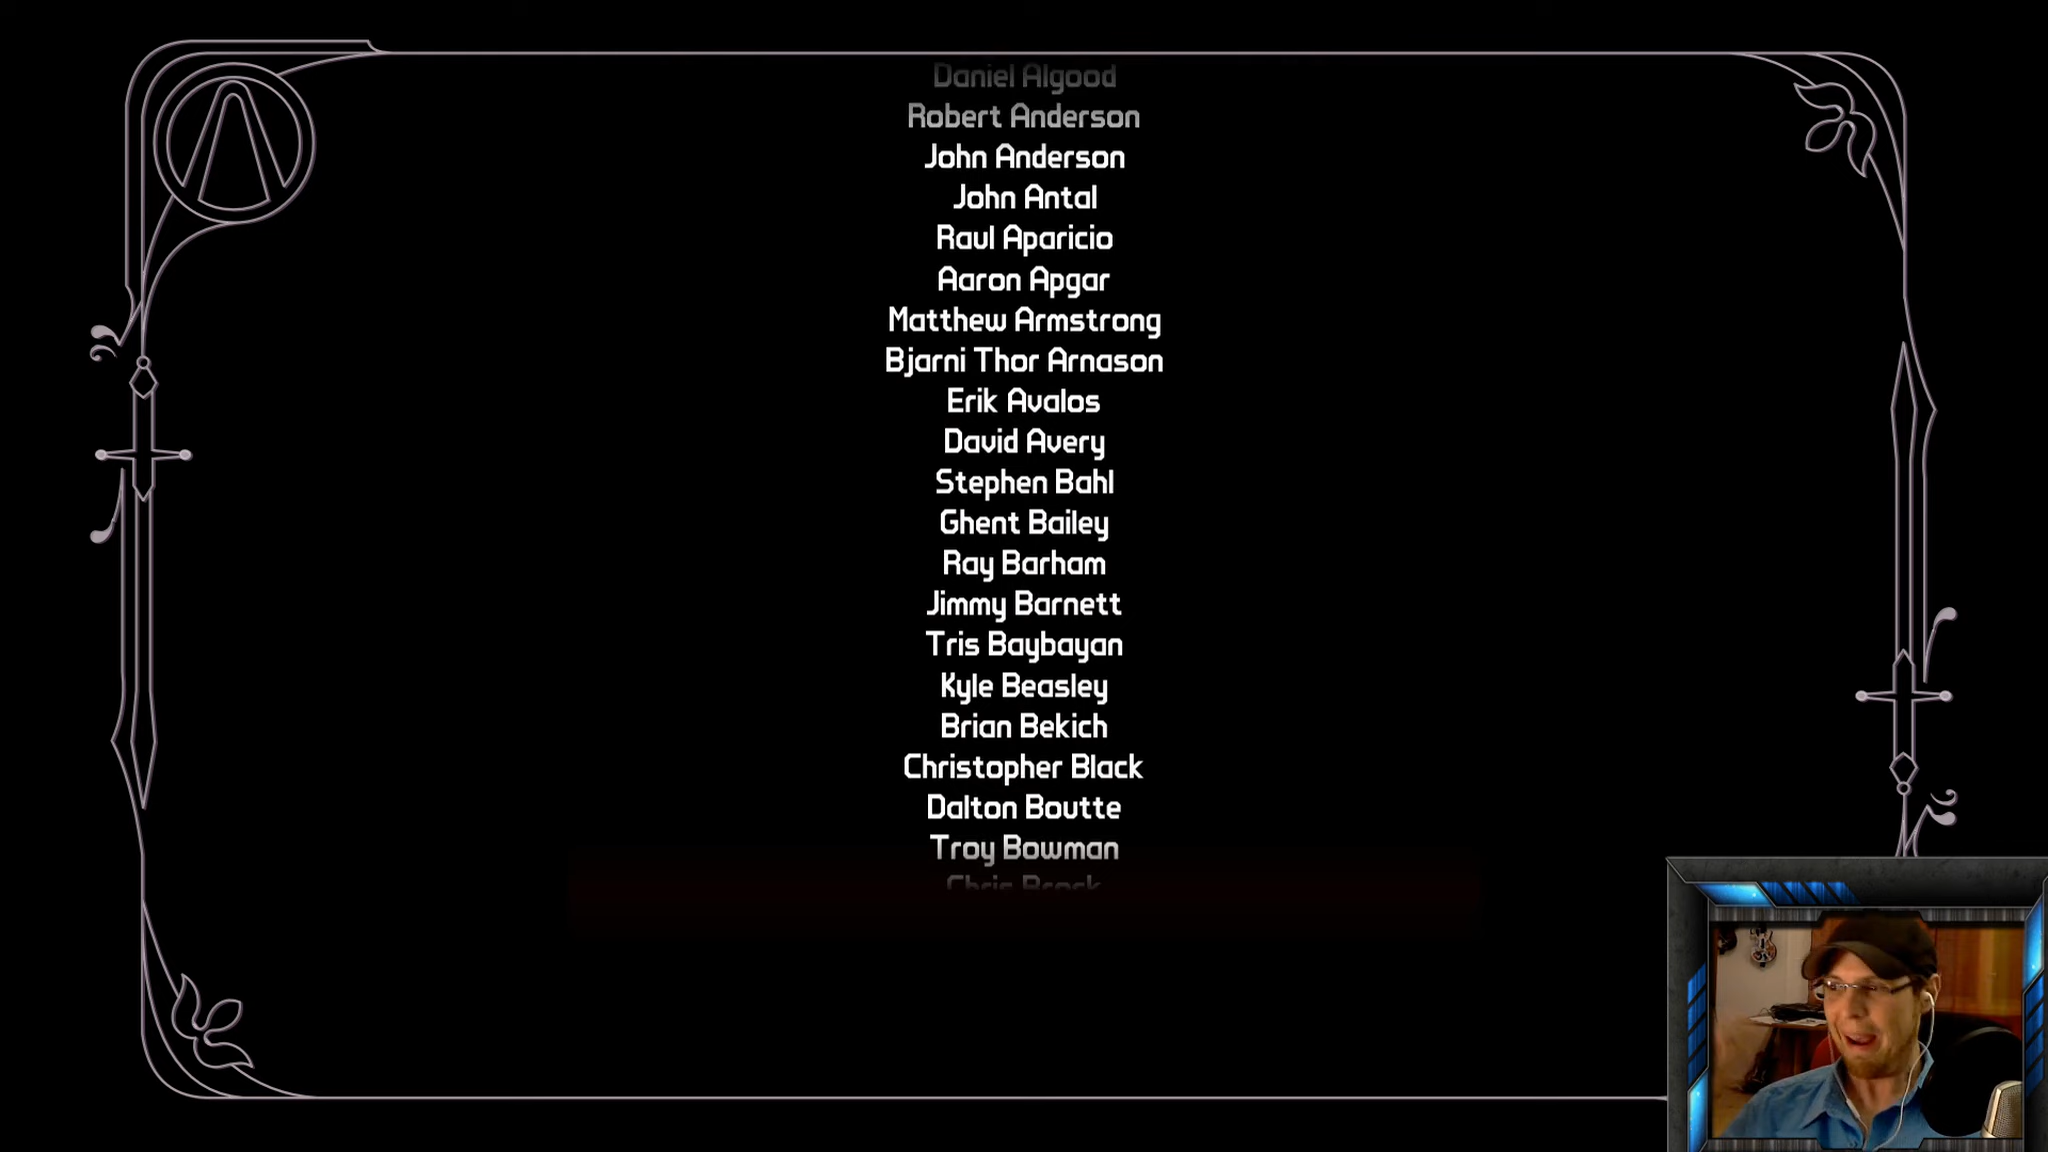 Daniel Algood
Robert Anderson
John Anderson
John Antal
Raul Aparicio
Aaron Apgar
Matthew Armstrong
Bjarni Thor Arnason
Erik Avalos
David Avery
Stephen Bahl
Ghent Bailey
Ray Barham
Jimmy Barnett
Tris Baybayan
Kyle Beasley
Brian Bekich
Christopher Black
Dalton Boutte
Troy Bowman
Chris Brock